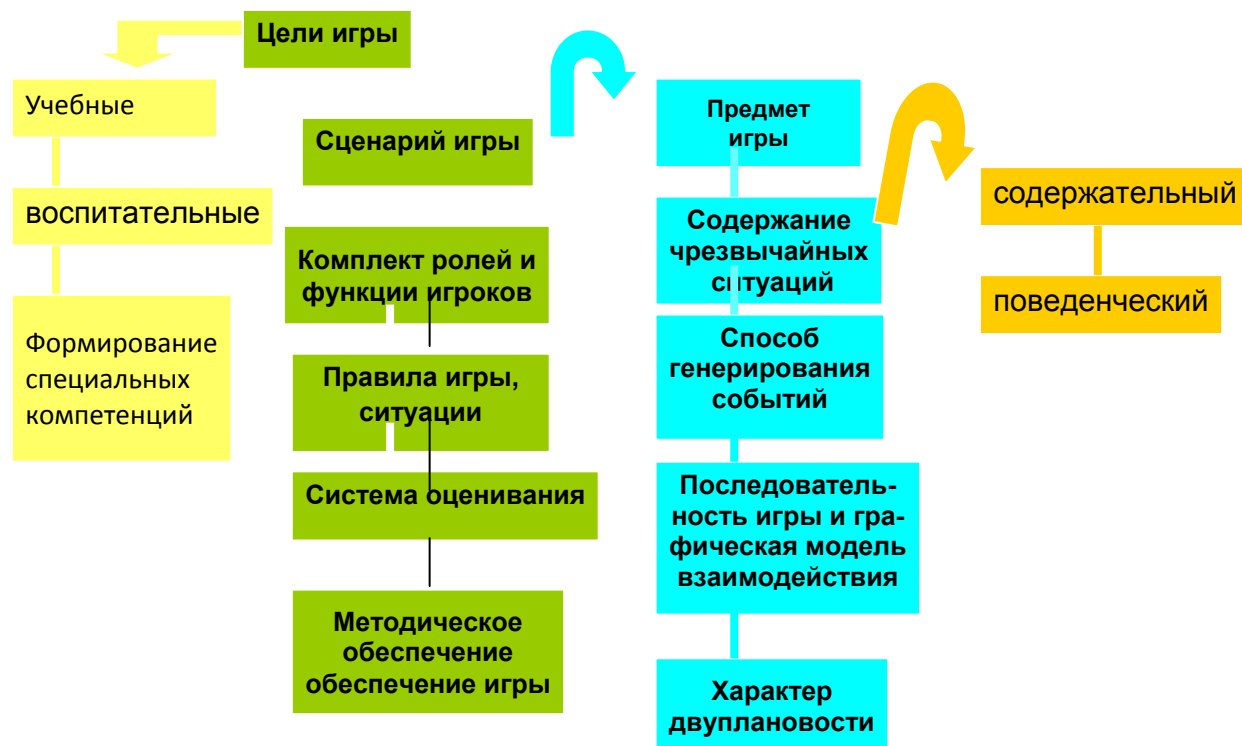 Цели игры
Учебные
воспитательные
Формирование
специальных
компетенций
Сценарий игры
Комплект ролей и
функции игроков
Правила игры,
ситуации
Система оценивания
Методическое
обеспечение
обеспечение игры
Предмет
игры
Содержание
чрезвычайных
ситуаций
Способ
генерирования
событий
Последователь-
ность игры и гра-
фическая модель
взаимодействия
Характер
двуплановости
содержательный
поведенческий